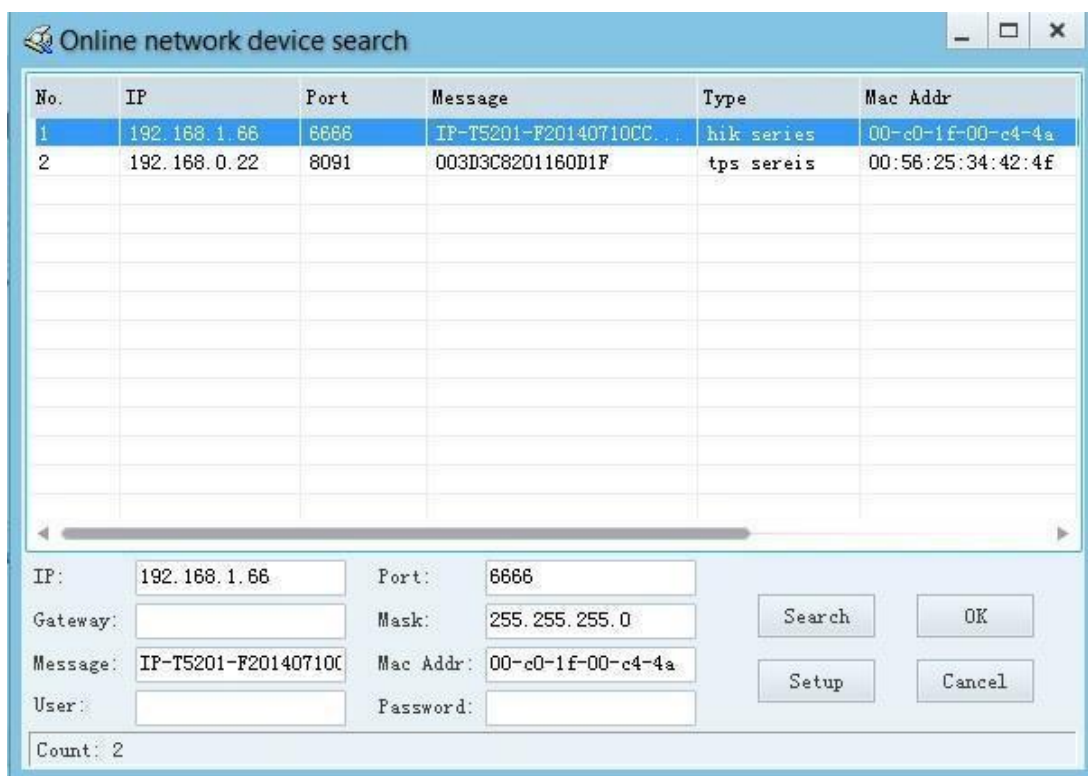 Online network device search
No. IP Port Message Type Mac Addr
1 192.168.1.66 6666 IP-T5201-F20140710CC... hik series 00-c0-1f-00-c4-4a
2 192.168.0.22 8091 003D3C8201160D1F tps sereis 00:56:25:34:42:4f
IP: 192.168.1.66 Port: 6666
Gateway: Mask: 255.255.255.0 Search OK
Message: IP-T5201-F20140710C Mac Addr: 00-c0-1f-00-c4-4a
Setup Cancel
User: Password:
Count: 2